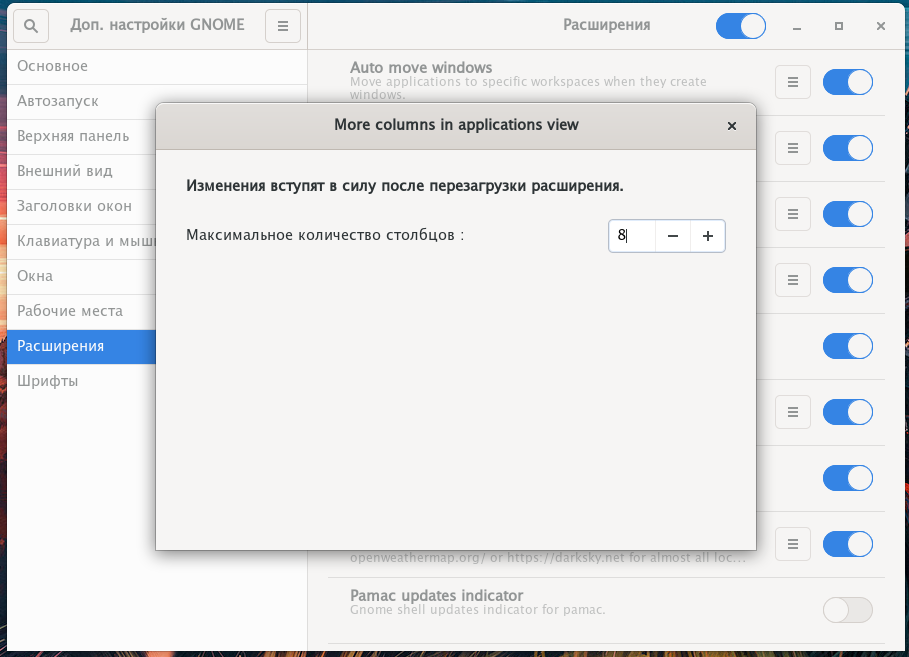 Доп. настройки GNOME
Расширения
Основное
Автозапуск
Верхняя панель
Внешний вид
Заголовки окон
Клавиатура и мыш
Окна
Рабочие места
Расширения
Шрифты
Auto move windows
Move applications to specific workspaces when they create
windows.
More columns in applications view
Изменения вступят в силу после перезагрузки расширения.
Максимальное количество столбцов :
8
openweathermap.org/ or https://darksky.net for almost all loc…
Pamac updates indicator
Gnome shell updates indicator for pamac.